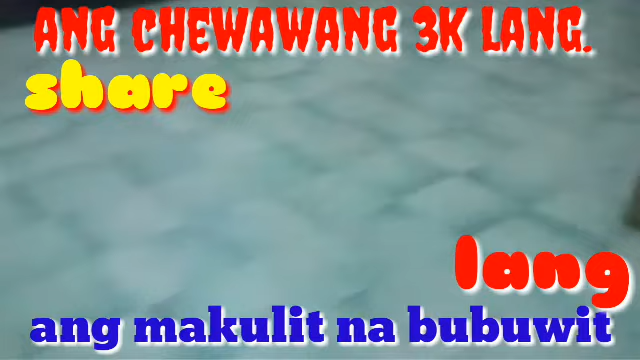 ANG CHEWAWANG 3K LANG.
share
lang
ang makulit na bubuwit